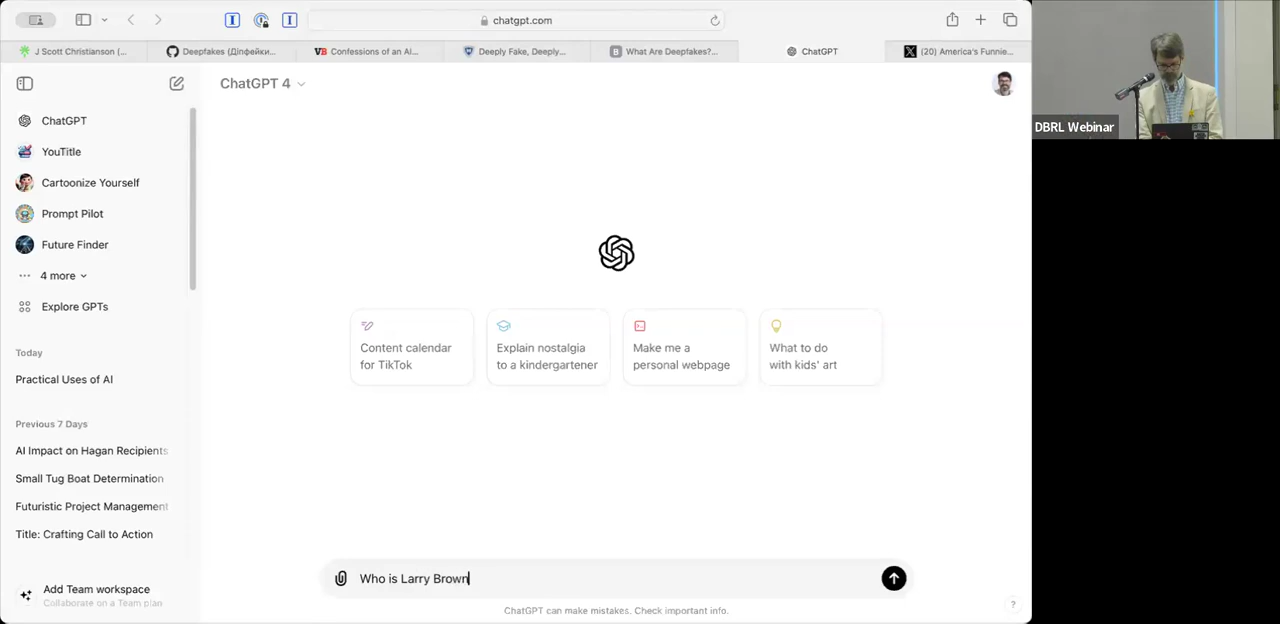 chatgpt.com
J Scott Christianson (...
Deepfakes (Діпфейки...
VB Confessions of an AI...
Deeply Fake, Deeply...
B What Are Deepfakes?...
ChatGPT
X (20) America's Funnie...
ChatGPT 4
ChatGPT
YouTitle
Cartoonize Yourself
Prompt Pilot
Future Finder
4 more
Explore GPTs
Today
Practical Uses of AI
Previous 7 Days
AI Impact on Hagan Recipients
Small Tug Boat Determination
Futuristic Project Management
Title: Crafting Call to Action
Add Team workspace
Collaborate on a Team plan
Content calendar
for TikTok
Explain nostalgia
to a kindergartener
Make me a
personal webpage
What to do
with kids' art
Who is Larry Brown
ChatGPT can make mistakes. Check important info.
?
DBRL Webinar